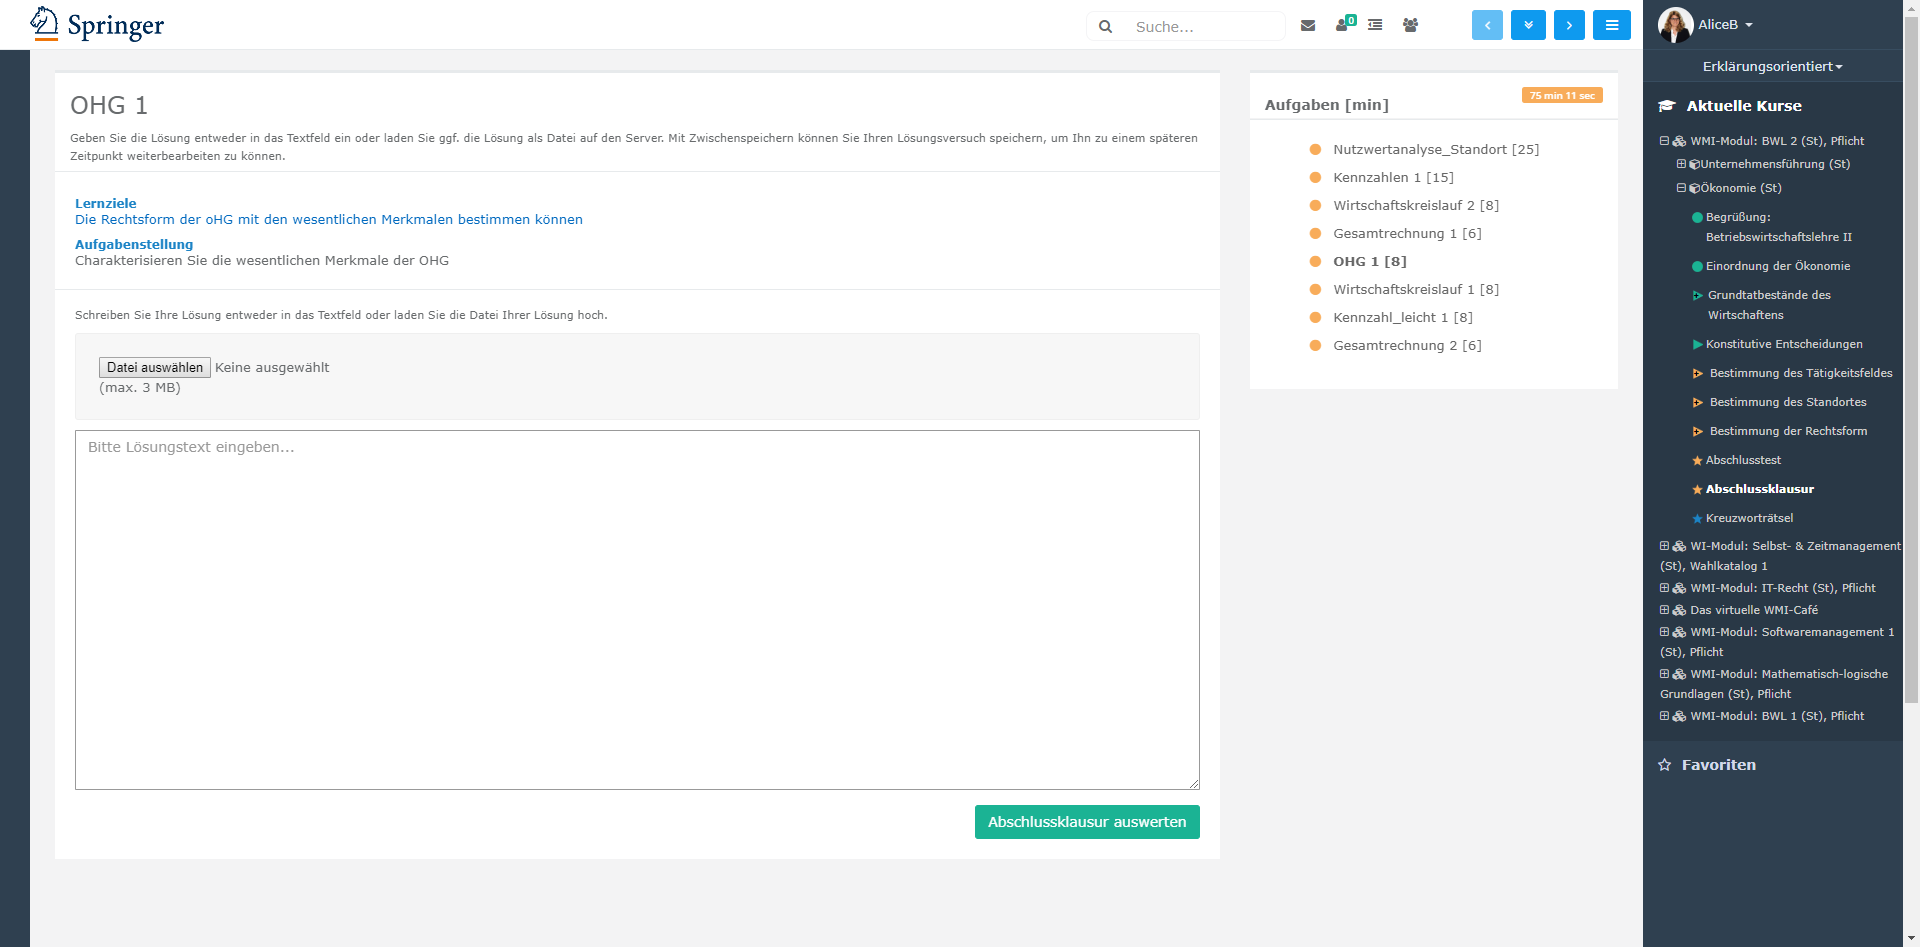 Springer
Suche...
0
AliceB
Erklärungsorientiert
OHG 1
Geben Sie die Lösung entweder in das Textfeld ein oder laden Sie ggf. die Lösung als Datei auf den Server. Mit Zwischenspeichern können Sie Ihren Lösungsversuch speichern, um Ihn zu einem späteren
Zeitpunkt weiterbearbeiten zu können.
Lernziele
Die Rechtsform der oHG mit den wesentlichen Merkmalen bestimmen können
Aufgabenstellung
Charakterisieren Sie die wesentlichen Merkmale der OHG
Schreiben Sie Ihre Lösung entweder in das Textfeld oder laden Sie die Datei Ihrer Lösung hoch.
Datei auswählen Keine ausgewählt
(max. 3 MB)
Bitte Lösungstext eingeben...
Abschlussklausur auswerten
Aufgaben [min]
75 min 11 sec
Nutzwertanalyse_Standort [25]
Kennzahlen 1 [15]
Wirtschaftskreislauf 2 [8]
Gesamtrechnung 1 [6]
OHG 1 [8]
Wirtschaftskreislauf 1 [8]
Kennzahl_leicht 1 [8]
Gesamtrechnung 2 [6]
Aktuelle Kurse
WMI-Modul: BWL 2 (St), Pflicht
Unternehmensführung (St)
Ökonomie (St)
Begrüßung:
Betriebswirtschaftslehre II
Einordnung der Ökonomie
Grundtatbestände des
Wirtschaftens
Konstitutive Entscheidungen
Bestimmung des Tätigkeitsfeldes
Bestimmung des Standortes
Bestimmung der Rechtsform
Abschlusstest
Abschlussklausur
Kreuzworträtsel
WI-Modul: Selbst- & Zeitmanagement
(St), Wahlkatalog 1
WMI-Modul: IT-Recht (St), Pflicht
Das virtuelle WMI-Café
WMI-Modul: Softwaremanagement 1
(St), Pflicht
WMI-Modul: Mathematisch-logische
Grundlagen (St), Pflicht
WMI-Modul: BWL 1 (St), Pflicht
Favoriten